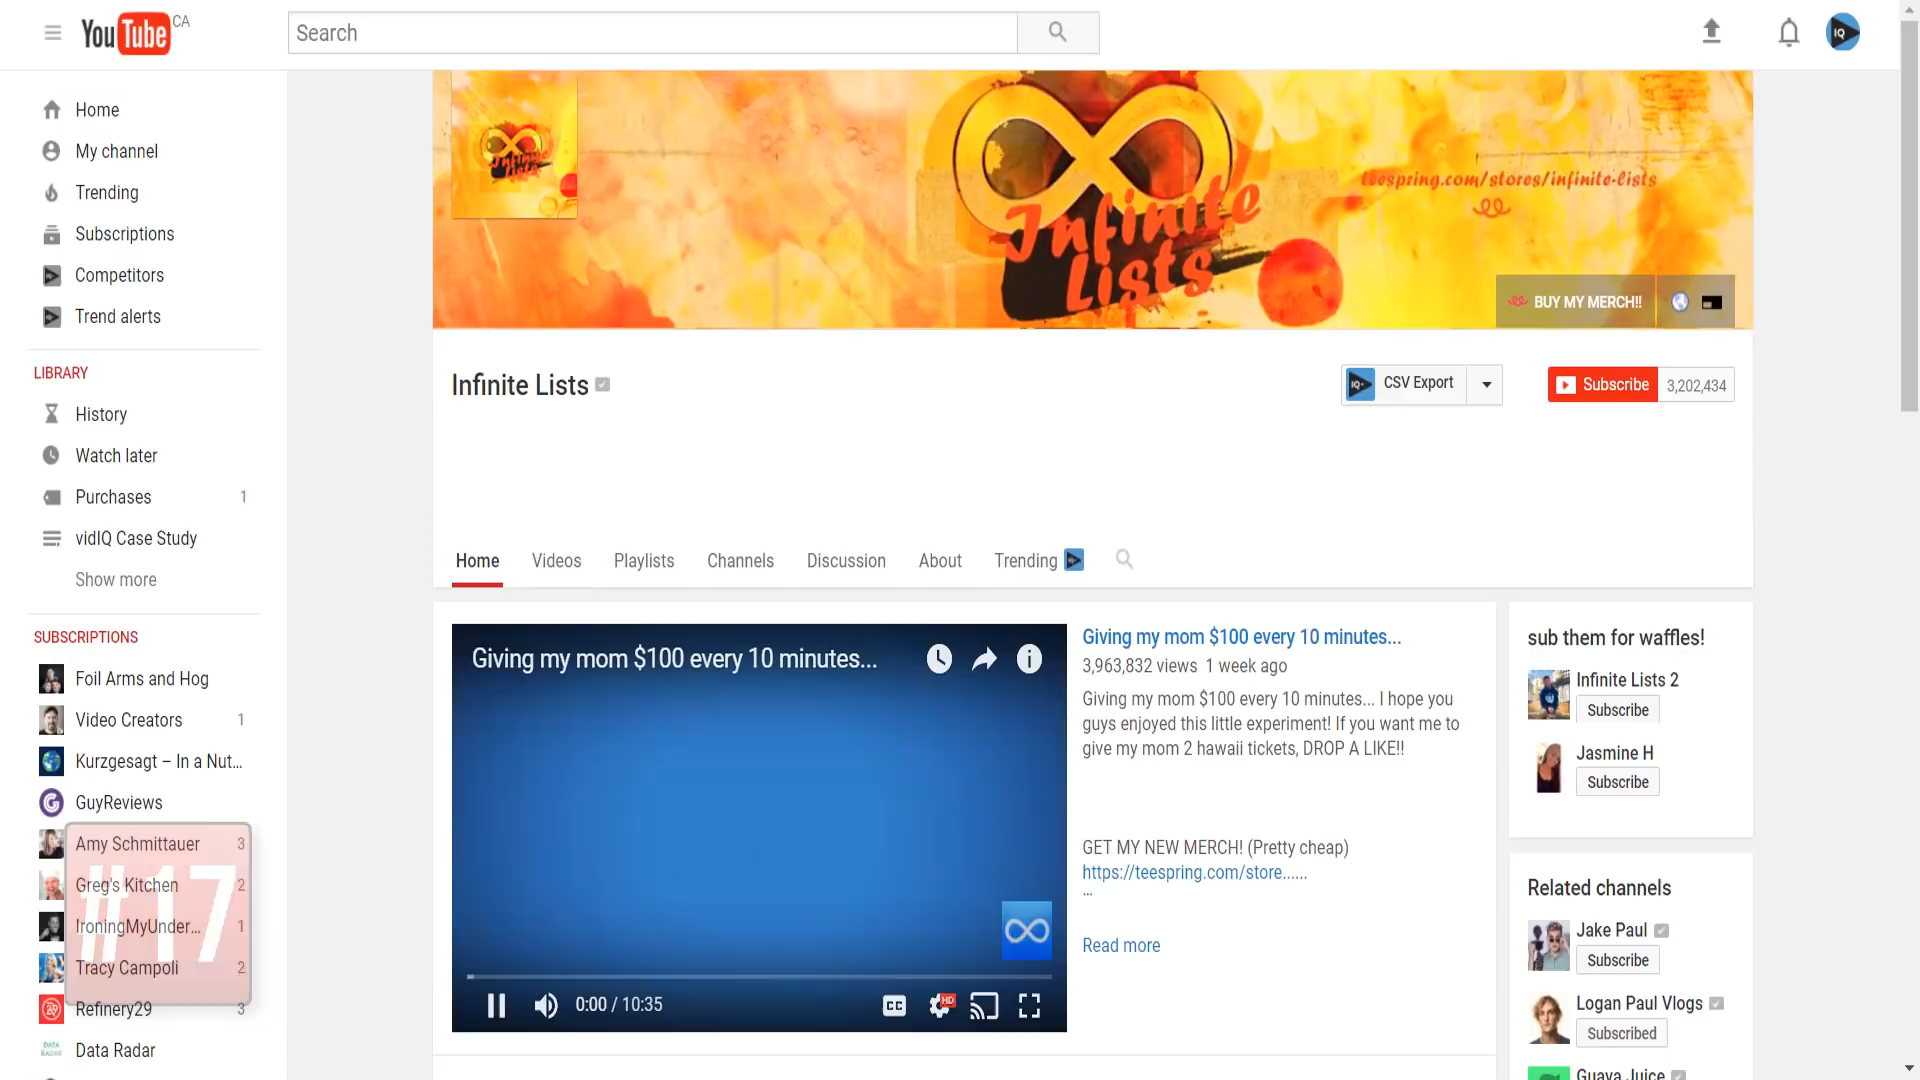 YouTube CA
Search
Home
My channel
Trending
Subscriptions
Competitors
Trend alerts
LIBRARY
History
Watch later
Purchases 1
vidIQ Case Study
Show more
SUBSCRIPTIONS
Foil Arms and Hog
Video Creators 1
Kurzgesagt – In a Nut...
GuyReviews
Amy Schmittauer 3
Greg's Kitchen 2
IroningMyUnder... 1
Tracy Campoli 2
Refinery29 3
Data Radar
#17
Infinite
Lists
Infinite
Lists
teespring.com/stores/infinite-lists
BUY MY MERCH!!
Infinite Lists
CSV Export
Subscribe 3,202,434
Home Videos Playlists Channels Discussion About Trending
Giving my mom $100 every 10 minutes...
0:00 / 10:35
CC
HD
Giving my mom $100 every 10 minutes...
3,963,832 views 1 week ago
Giving my mom $100 every 10 minutes... I hope you
guys enjoyed this little experiment! If you want me to
give my mom 2 hawaii tickets, DROP A LIKE!!
GET MY NEW MERCH! (Pretty cheap)
https://teespring.com/store......
...
Read more
sub them for waffles!
Infinite Lists 2
Subscribe
Jasmine H
Subscribe
Related channels
Jake Paul
Subscribe
Logan Paul Vlogs
Subscribed
Guava Juice
IQ